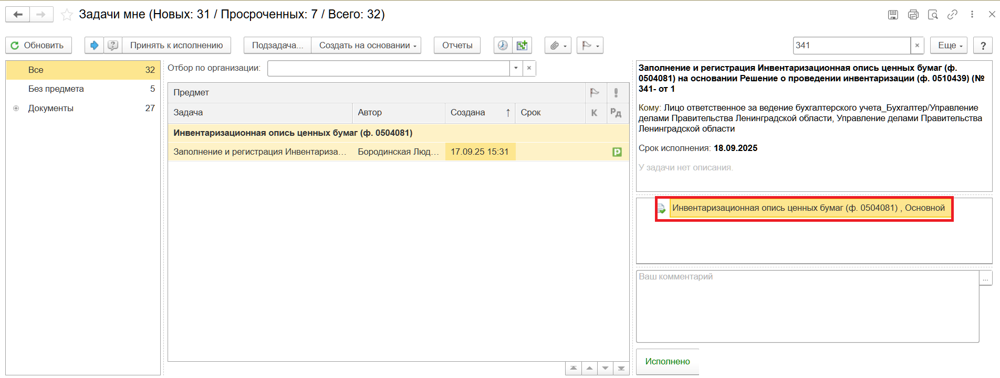 Задачи мне (Новых: 31 / Просроченных: 7 / Всего: 32)
Обновить
Принять к исполнению
Подзадача...
Создать на основании
Отчеты
341
×
Еще
?
Все 32
Без предмета 5
Документы 27
Отбор по организации:
×
Предмет
Задача Автор Создана ↑ Срок К Рд
Инвентаризационная опись ценных бумаг (ф. 0504081)
Заполнение и регистрация Инвентариза... Бородинская Люд... 17.09.25 15:31 P
Заполнение и регистрация Инвентаризационная опись ценных бумаг (ф.
0504081) на основании Решение о проведении инвентаризации (ф. 0510439) (№
341- от 1
Кому: Лицо ответственное за ведение бухгалтерского учета_Бухгалтер/Управление
делами Правительства Ленинградской области, Управление делами Правительства
Ленинградской области
Срок исполнения: 18.09.2025
У задачи нет описания.
Инвентаризационная опись ценных бумаг (ф. 0504081) , Основной
Ваш комментарий
...
Исполнено